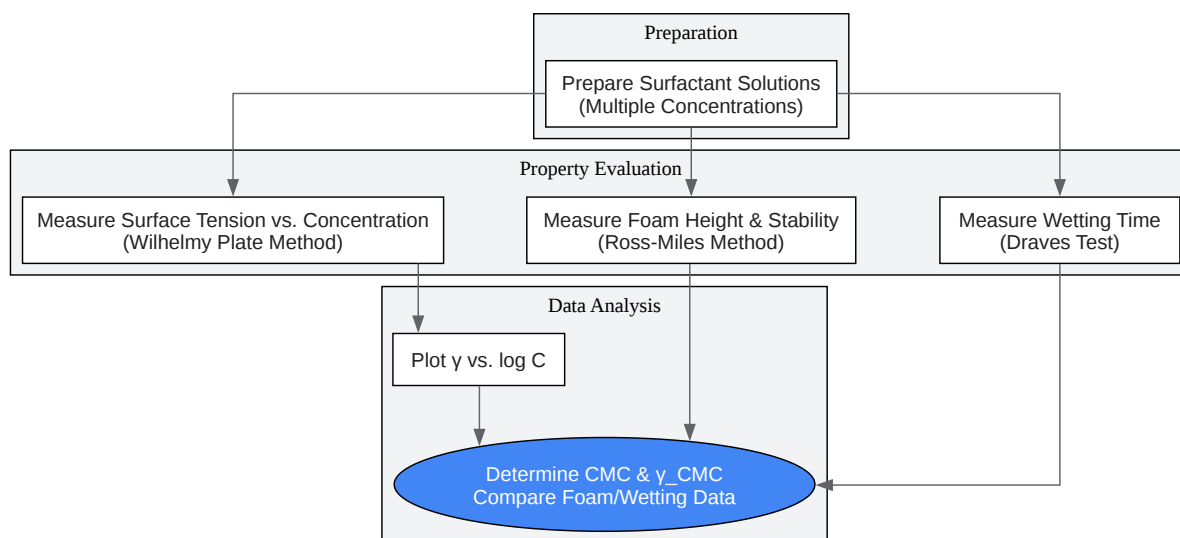 Preparation
Prepare Surfactant Solutions
(Multiple Concentrations)
Property Evaluation
Measure Surface Tension vs. Concentration
(Wilhelmy Plate Method)
Measure Foam Height & Stability
(Ross-Miles Method)
Measure Wetting Time
(Draves Test)
Data Analysis
Plot γ vs. log C
Determine CMC & γ_CMC
Compare Foam/Wetting Data